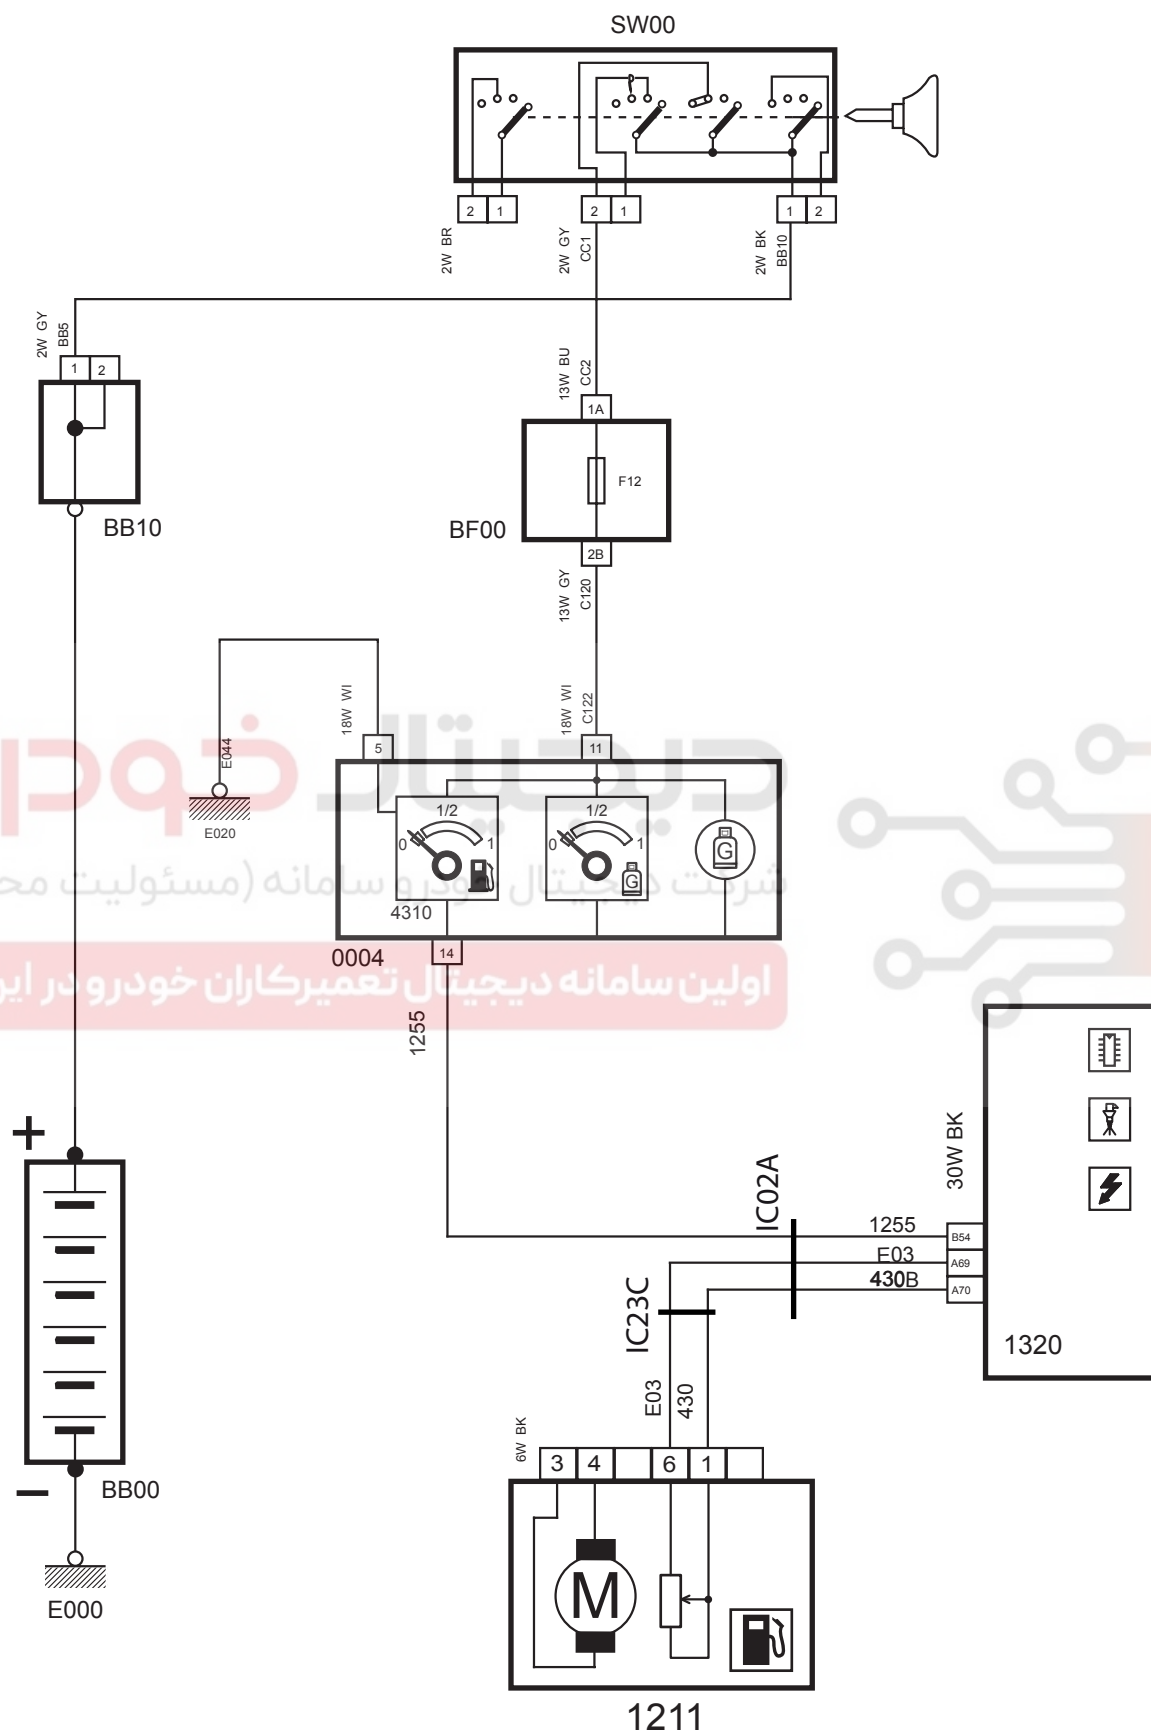 SW00
2 1
2 1
1 2
2W BR
2W GY
CC1
2W BK
BB10
2W GY
BB5
1 2
BB10
13W BU
CC2
1A
F12
BF00
2B
13W GY
C120
18W WI
C122
18W WI
E044
5
11
E020
دیجیتال خودرو
1/2
0 1
1/2
0 1
G
G
4310
شرکت دیجیتال خودرو سامانه (مسئولیت
0004
14
اولین سامانه دیجیتال تعمیرکاران خودرو در
1255
+
30W BK
IC02A
1255
B54
E03
A69
430B
A70
IC23C
1320
E03
430
6W BK
3 4 6 1
BB00
–
M
E000
1211